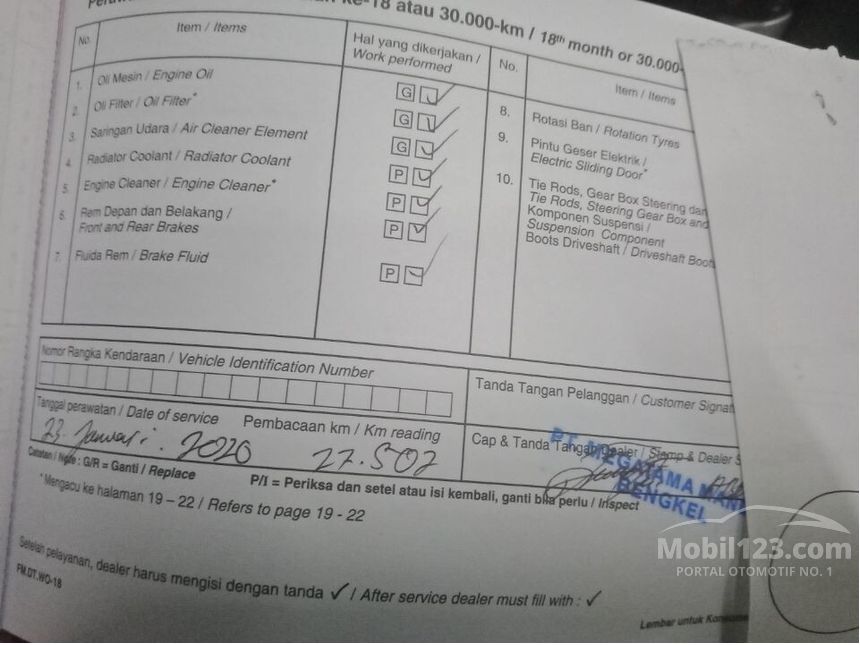 ke-18 atau 30.000-km / 18th month or 30.000-
No.
Item / Items
Hal yang dikerjakan /
Work performed
1. Oli Mesin / Engine Oil G
2. Oli Filter / Oil Filter* G
3. Saringan Udara / Air Cleaner Element G
4. Radiator Coolant / Radiator Coolant P
5. Engine Cleaner / Engine Cleaner* P
6. Rem Depan dan Belakang /
Front and Rear Brakes P
7. Fluida Rem / Brake Fluid P
No.
Item / Items
8. Rotasi Ban / Rotation Tyres
9. Pintu Geser Elektrik /
Electric Sliding Door*
10. Tie Rods, Gear Box Steering dan
Tie Rods, Steering Gear Box and
Komponen Suspensi /
Suspension Component
Boots Driveshaft / Driveshaft Boots
Nomor Rangka Kendaraan / Vehicle Identification Number
Tanggal perawatan / Date of service
23. Januari. 2020
Pembacaan km / Km reading
27.507
Tanda Tangan Pelanggan / Customer Signat
Cap & Tanda Tangan Dealer / Stamp & Dealer S
PT. MEGATAMA MAN
BENGKEL
Catatan / Note : G/R = Ganti / Replace
P/I = Periksa dan setel atau isi kembali, ganti bila perlu / Inspect
*Mengacu ke halaman 19 – 22 / Refers to page 19 - 22
Setelah pelayanan, dealer harus mengisi dengan tanda ✓ / After service dealer must fill with : ✓
FM.DT.WO-18
Lembar untuk
Mobil123.com
PORTAL OTOMOTIF NO. 1